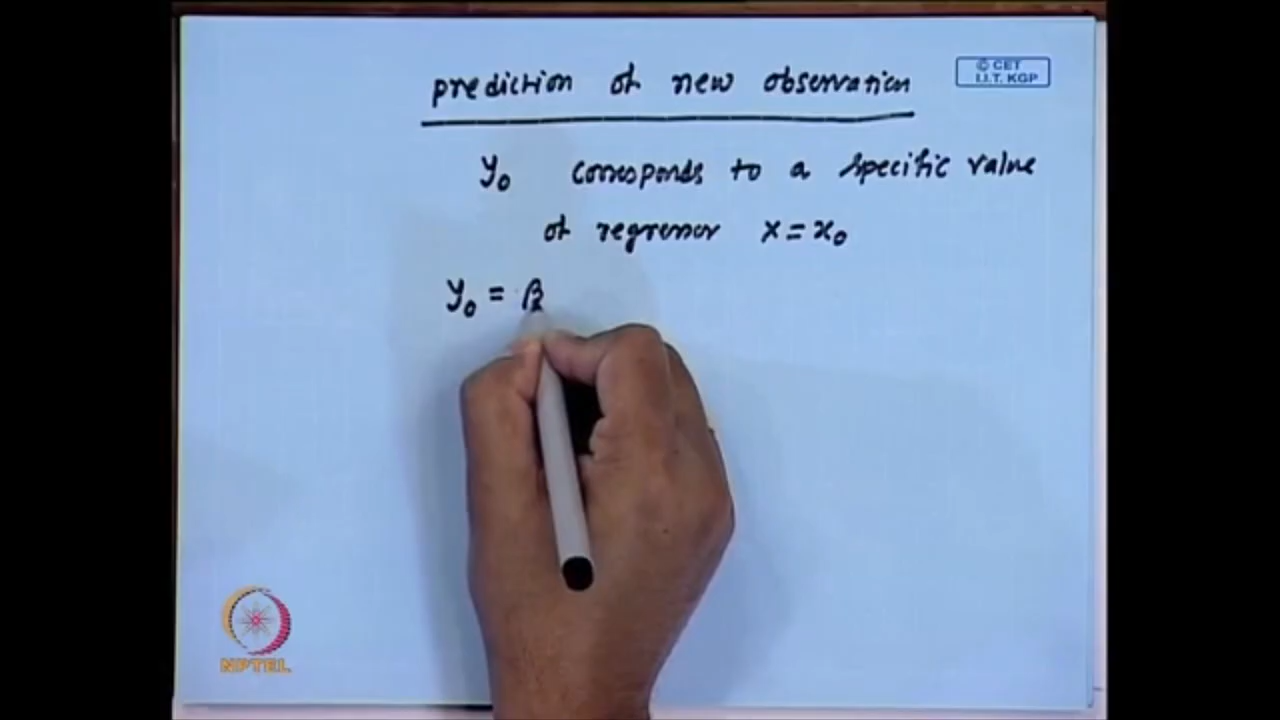 prediction of new observation
© CET
I.I.T. KGP
y₀ corresponds to a specific value
of regressor x = x₀
y₀ = β
NPTEL